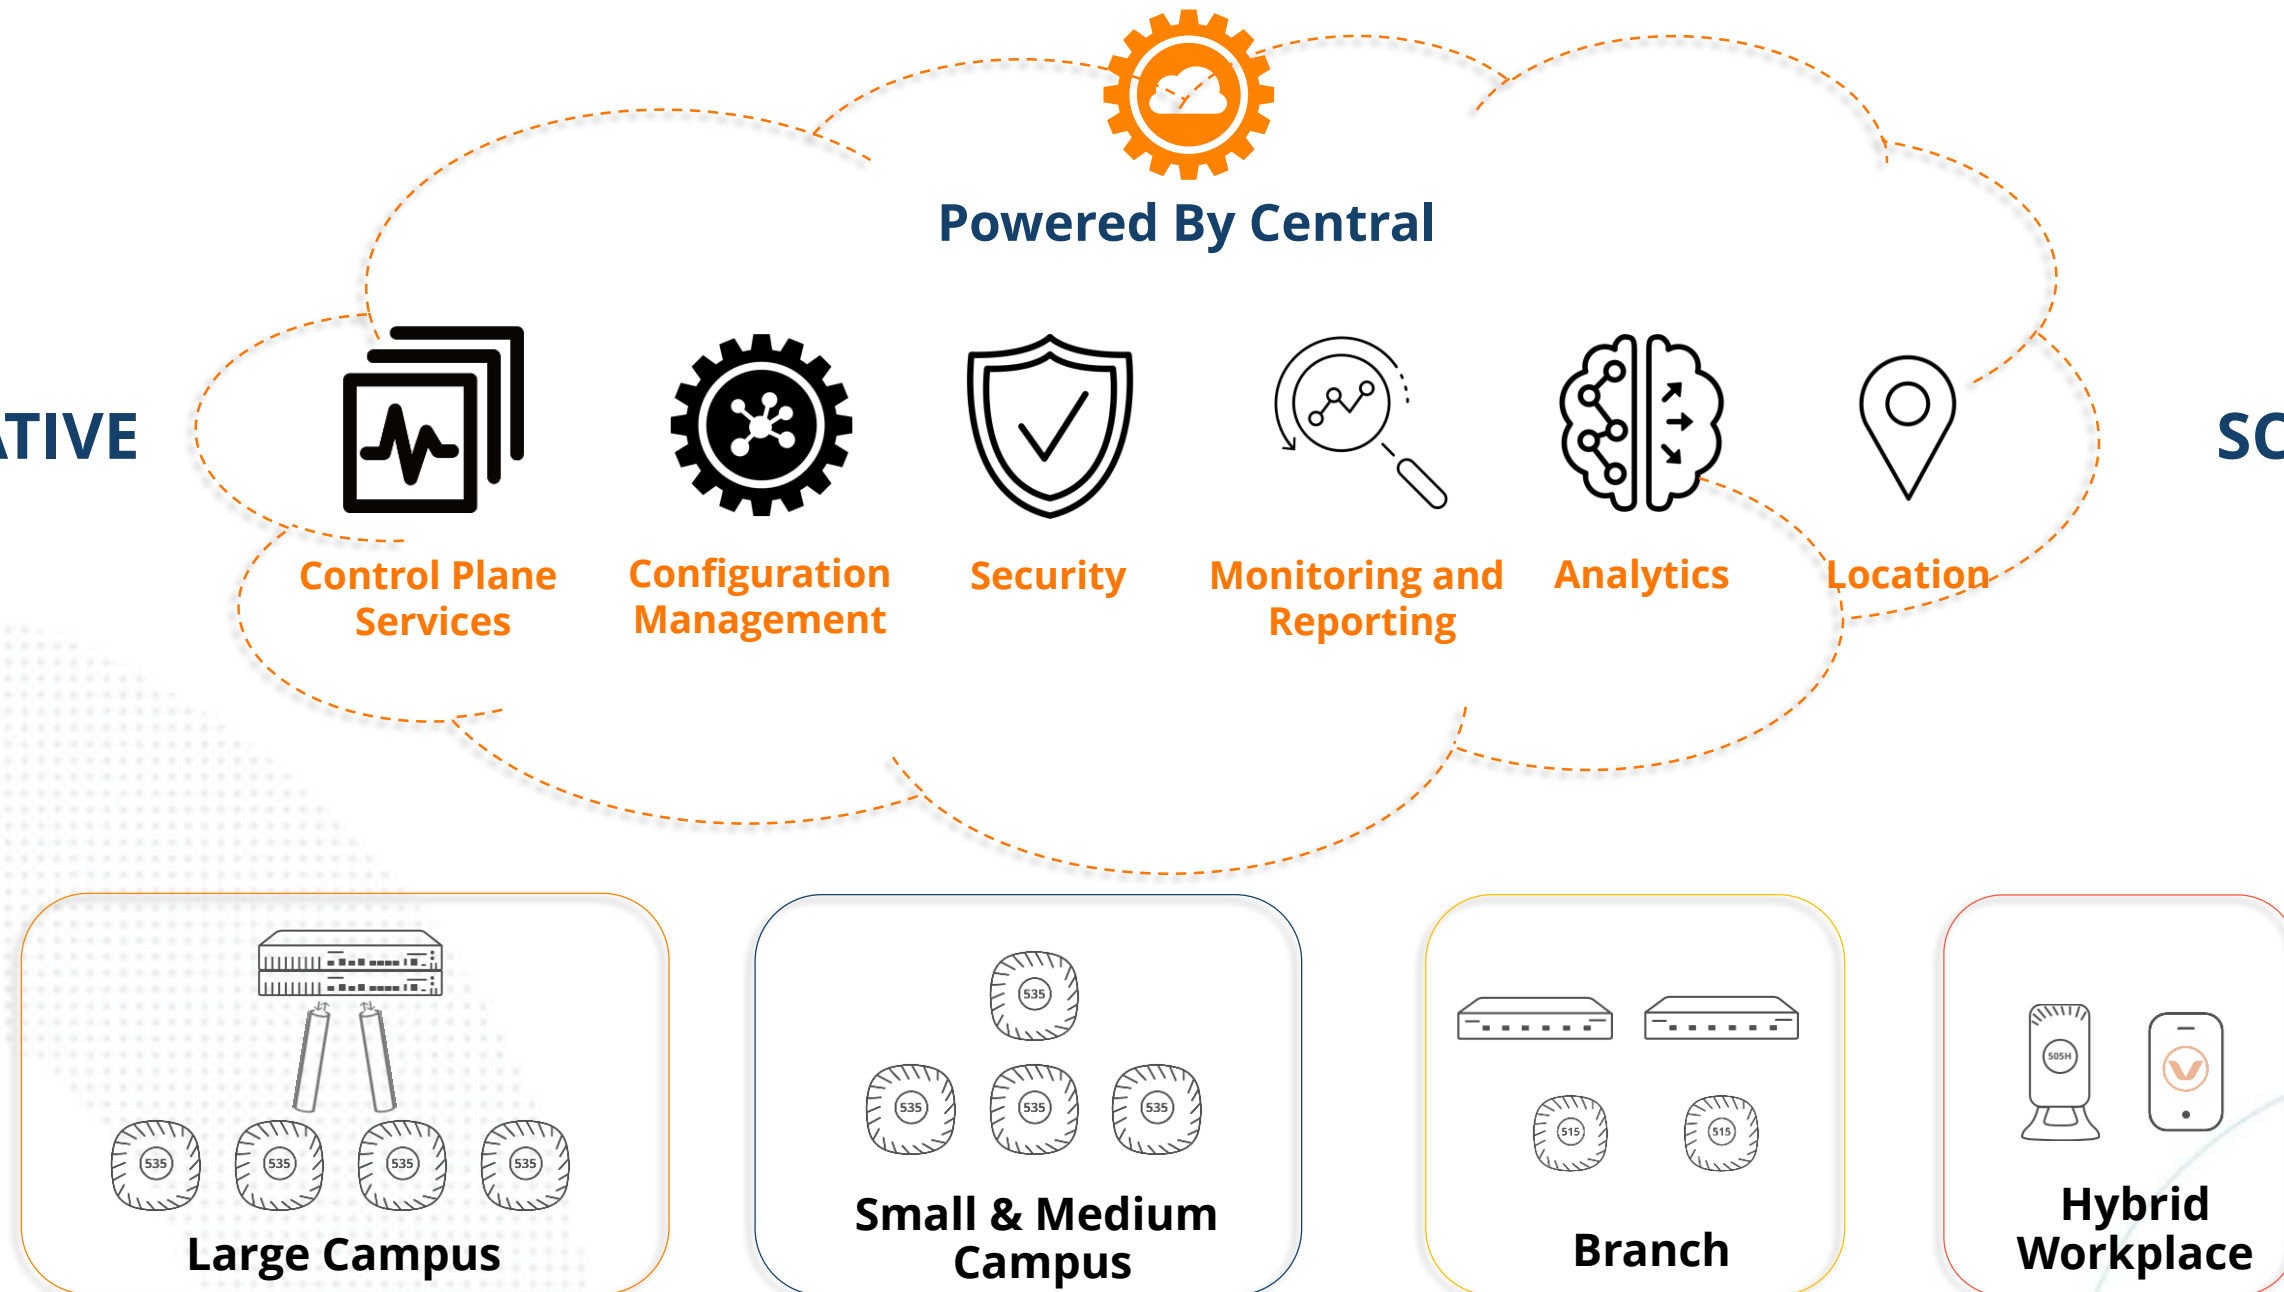 Powered By Central
ATIVE
SC
Control Plane
Services
Configuration
Management
Security
Monitoring and
Reporting
Analytics
Location
535
535
535
535
Large Campus
535
535
535
535
Small & Medium
Campus
515
515
Branch
505H
Hybrid
Workplace